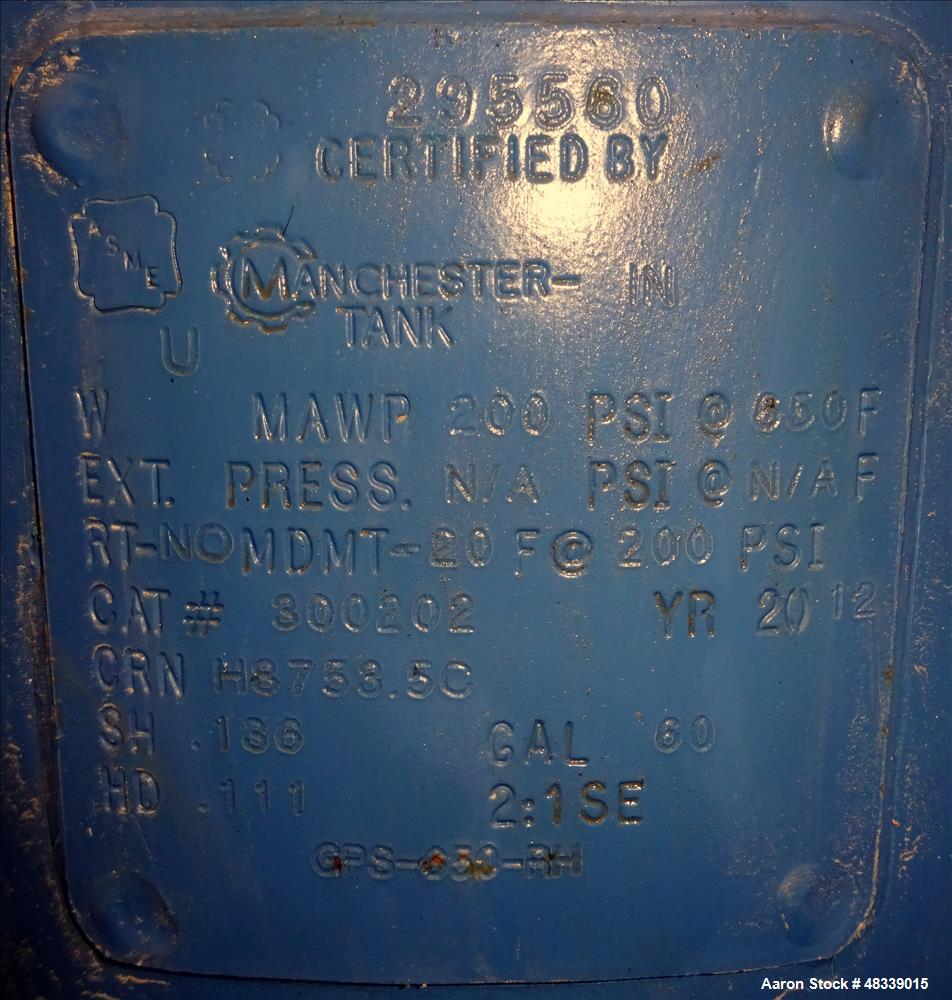 295560
CERTIFIED BY
ASME
MANCHESTER- IN
TANK
U
W MAWP 200 PSI @ 650F
EXT. PRESS. N/A PSI @ N/A F
RT-NO MDMT-20 F @ 200 PSI
CAT # 300202 YR 2012
CRN H8753.5C
SH .136 GAL 60
HD .111 2:1SE
Aaron Stock # 48339015